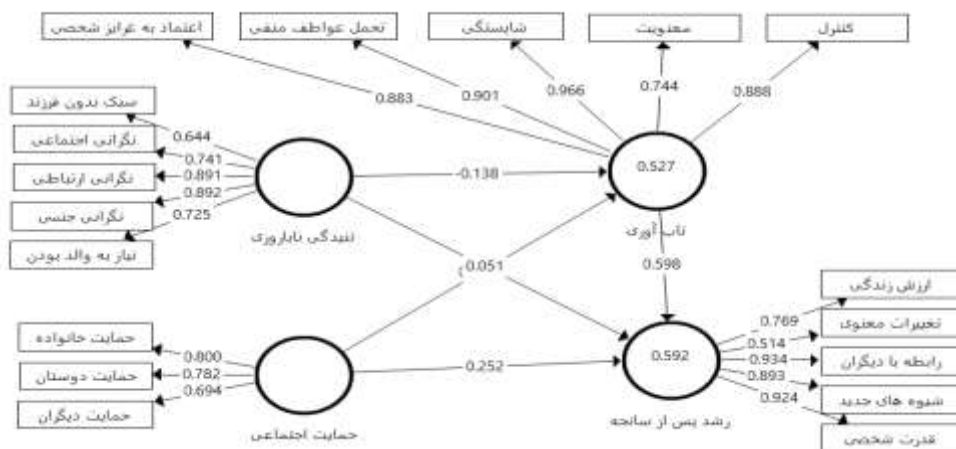 اعتماد به غرایز شخصی
تحمل عواطف منفی
شایستگی
معنویت
کنترل
0.883
0.901
0.966
0.744
0.888
سبک بدون فرزند
نگرانی اجتماعی
نگرانی ارتباطی
نگرانی جنسی
نیاز به والد بودن
0.644
0.741
0.891
0.892
0.725
تنیدگی ناباروری
-0.138
0.527
تاب آوری
0.051
0.598
حمایت خانواده
حمایت دوستان
حمایت دیگران
0.800
0.782
0.694
حمایت اجتماعی
0.252
0.592
رشد پس از سانحه
0.769
0.514
0.934
0.893
0.924
ارزش زندگی
تغییرات معنوی
رابطه با دیگران
شیوه های جدید
قدرت شخصی